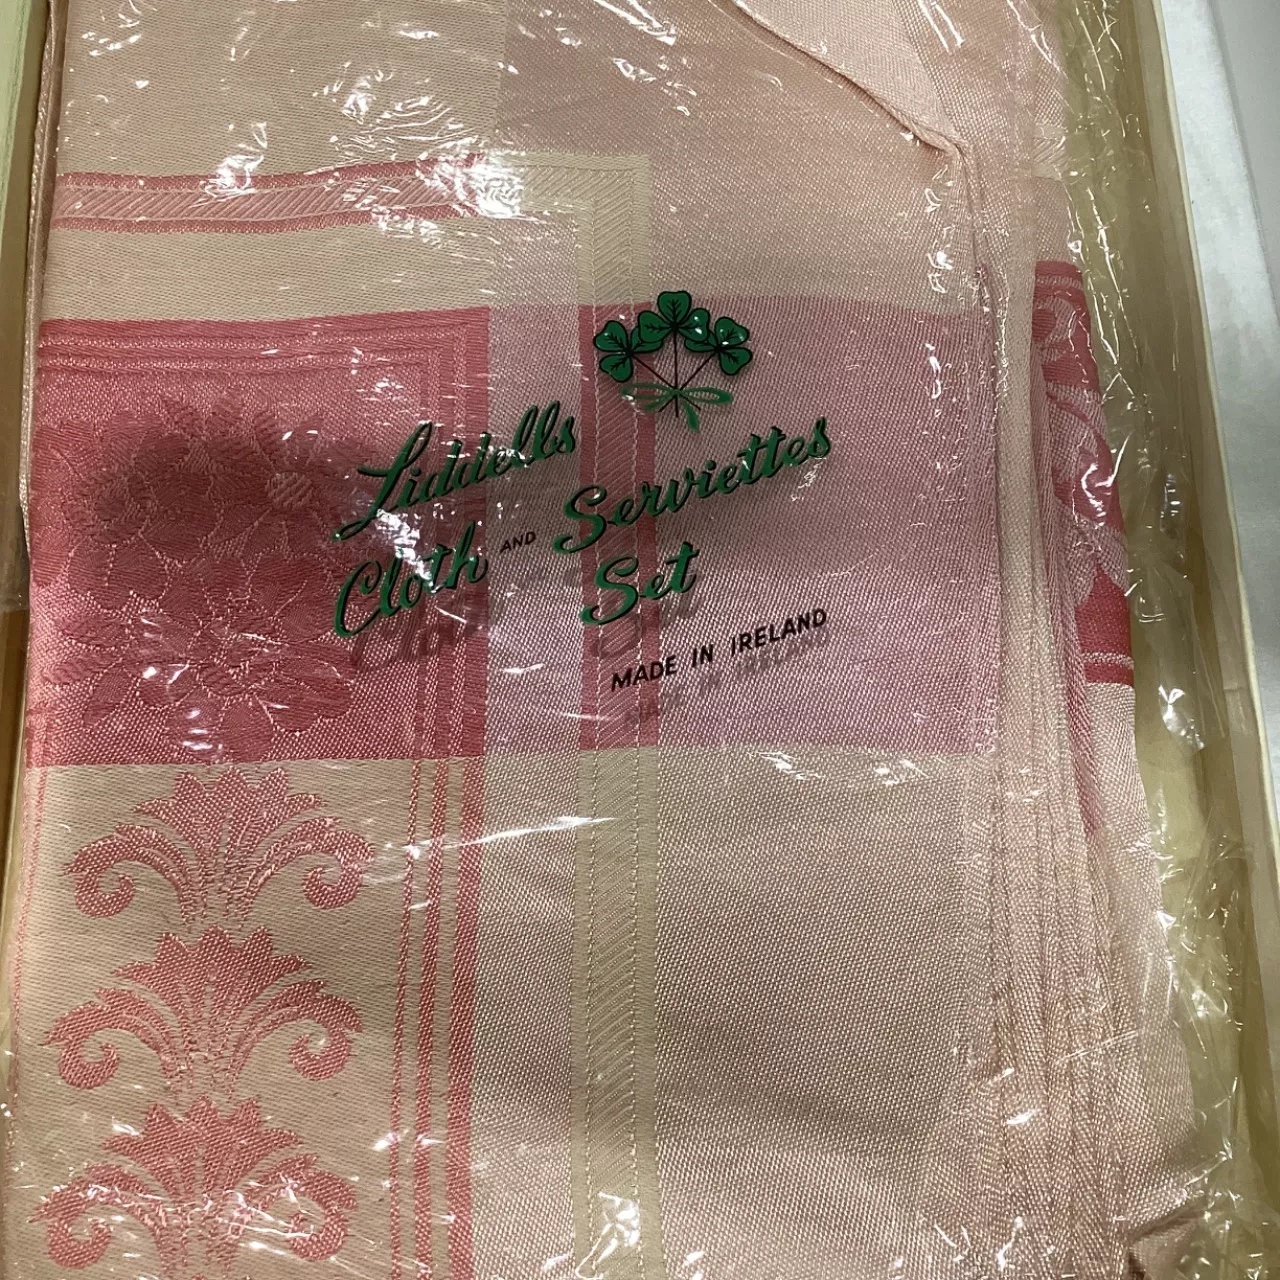 Liddells
Cloth AND Serviettes
Set
MADE IN IRELAND